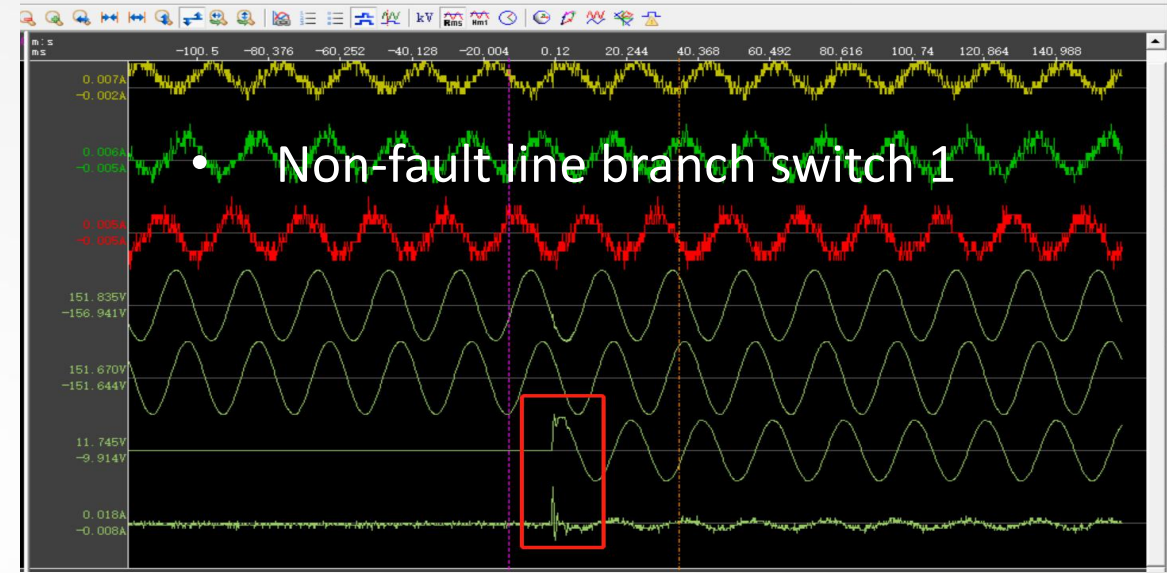 kV Rms Hm1
m:s
ms -100.5 -80.376 -60.252 -40.128 -20.004 0.12 20.244 40.368 60.492 80.616 100.74 120.864 140.988
0.007A
-0.002A
0.006A
-0.005A
• Non-fault line branch switch 1
0.005A
-0.005A
151.835V
-156.941V
151.670V
-151.644V
11.745V
-9.914V
0.018A
-0.008A